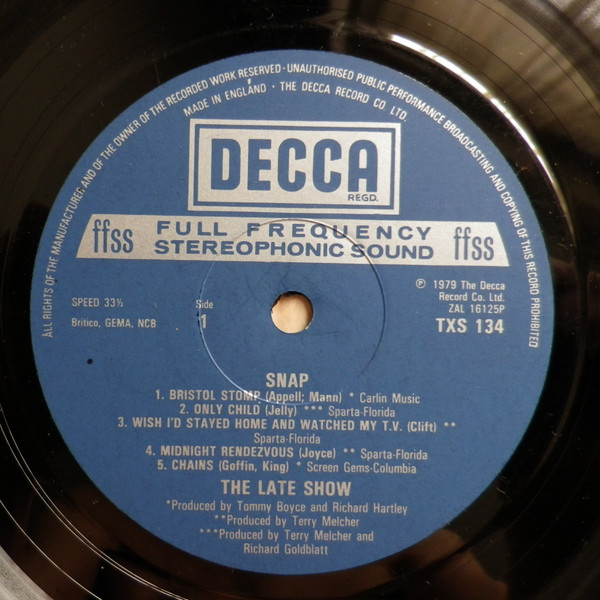 ALL RIGHTS OF THE MANUFACTURER AND OF THE OWNER OF THE RECORDED WORK RESERVED · UNAUTHORISED PUBLIC PERFORMANCE BROADCASTING AND COPYING OF THIS RECORD PROHIBITED
MADE IN ENGLAND · THE DECCA RECORD CO. LTD.
DECCA
REGD.
ffss FULL FREQUENCY STEREOPHONIC SOUND ffss
℗ 1979 The Decca
Record Co. Ltd.
ZAL 16125P
TXS 134
SPEED 33⅓
Side
1
Britico, GEMA, NCB
SNAP
1. BRISTOL STOMP (Appell; Mann) * Carlin Music
2. ONLY CHILD (Jelly) *** Sparta-Florida
3. WISH I'D STAYED HOME AND WATCHED MY T.V. (Clift) **
Sparta-Florida
4. MIDNIGHT RENDEZVOUS (Joyce) ** Sparta-Florida
5. CHAINS (Goffin, King) * Screen Gems-Columbia
THE LATE SHOW
*Produced by Tommy Boyce and Richard Hartley
**Produced by Terry Melcher
***Produced by Terry Melcher and
Richard Goldblatt